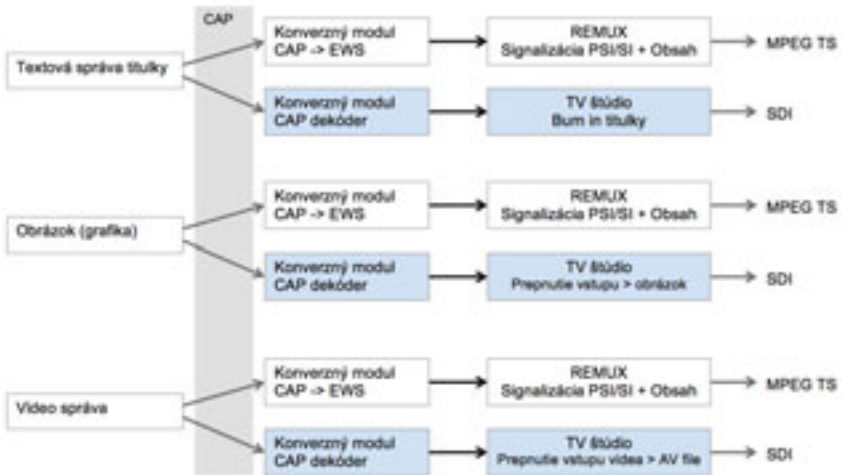 CAP
Textová správa titulky
Konverzný modul
CAP -> EWS
REMUX
Signalizácia PSI/SI + Obsah
MPEG TS
Konverzný modul
CAP dekóder
TV štúdio
Burn in titulky
SDI
Obrázok (grafika)
Konverzný modul
CAP -> EWS
REMUX
Signalizácia PSI/SI + Obsah
MPEG TS
Konverzný modul
CAP dekóder
TV štúdio
Prepnutie vstupu > obrázok
SDI
Video správa
Konverzný modul
CAP -> EWS
REMUX
Signalizácia PSI/SI + Obsah
MPEG TS
Konverzný modul
CAP dekóder
TV štúdio
Prepnutie vstupu videa > AV file
SDI